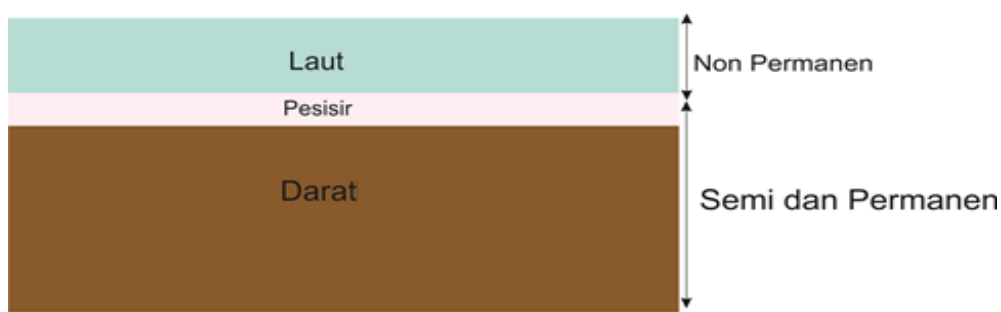 Laut
Non Permanen
Pesisir
Darat
Semi dan Permanen